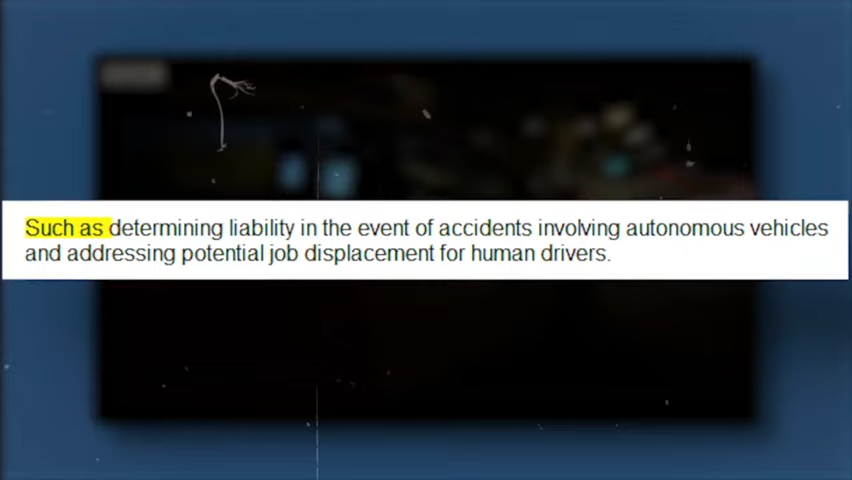 Such as determining liability in the event of accidents involving autonomous vehicles
and addressing potential job displacement for human drivers.